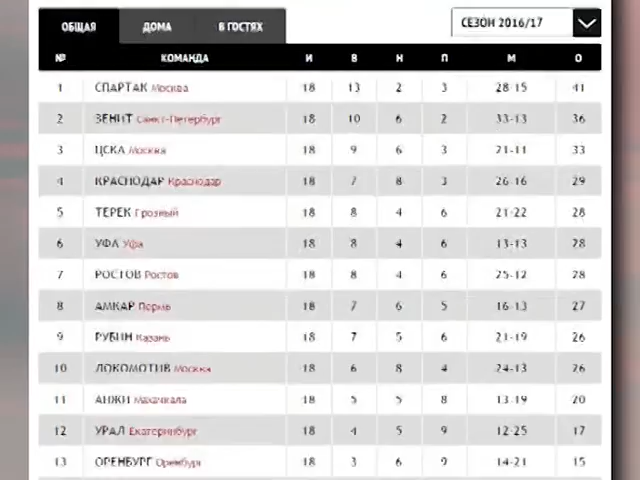 ОБЩАЯ ДОМА В ГОСТЯХ СЕЗОН 2016/17
№ КОМАНДА И В Н П М О
1 СПАРТАК Москва 18 13 2 3 28-15 41
2 ЗЕНИТ Санкт-Петербург 18 10 6 2 33-13 36
3 ЦСКА Москва 18 9 6 3 21-11 33
4 КРАСНОДАР Краснодар 18 7 8 3 26-16 29
5 ТЕРЕК Грозный 18 8 4 6 21-22 28
6 УФА Уфа 18 8 4 6 13-13 28
7 РОСТОВ Ростов 18 8 4 6 25-12 28
8 АМКАР Пермь 18 7 6 5 16-13 27
9 РУБИН Казань 18 7 5 6 21-19 26
10 ЛОКОМОТИВ Москва 18 6 8 4 24-13 26
11 АНЖИ Махачкала 18 5 5 8 13-19 20
12 УРАЛ Екатеринбург 18 4 5 9 12-25 17
13 ОРЕНБУРГ Оренбург 18 3 6 9 14-21 15